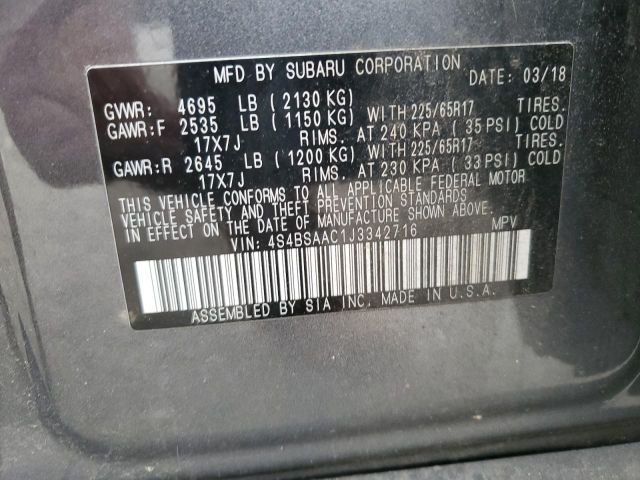 MFD BY SUBARU CORPORATION DATE: 03/18
GVWR: 4695 LB (2130 KG)
GAWR:F 2535 LB (1150 KG) WITH 225/65R17 TIRES.
17X7J RIMS. AT 240 KPA (35 PSI) COLD
GAWR:R 2645 LB (1200 KG) WITH 225/65R17 TIRES.
17X7J RIMS. AT 230 KPA (33 PSI) COLD
THIS VEHICLE CONFORMS TO ALL APPLICABLE FEDERAL MOTOR
VEHICLE SAFETY AND THEFT PREVENTION STANDARDS
IN EFFECT ON THE DATE OF MANUFACTURE SHOWN ABOVE.
VIN: 4S4BSAAC1J3342716 MPV
ASSEMBLED BY SIA INC. MADE IN U.S.A.